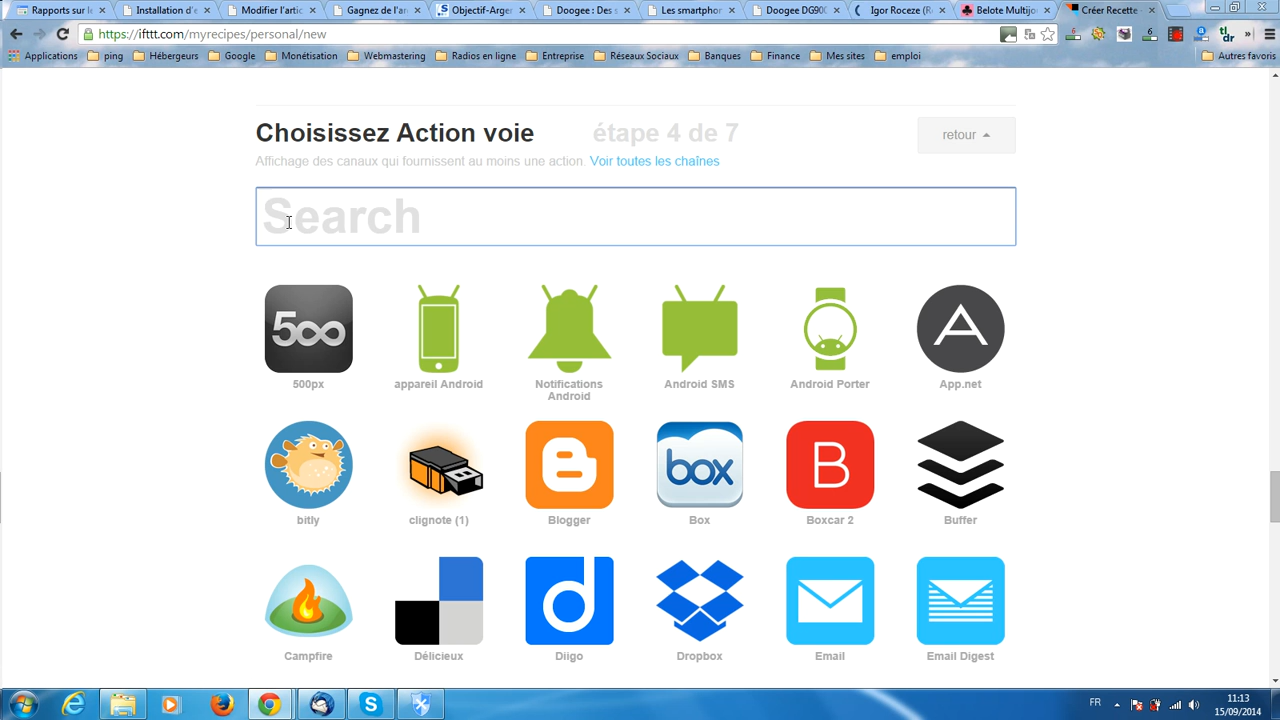 Rapports sur le
Installation d'e
Modifier l'artic
Gagnez de l'ar
Objectif-Arger
Doogee : Des s
Les smartphon
Doogee DG900
Igor Roceze (R
Belote Multijo
Créer Recette
https://ifttt.com/myrecipes/personal/new
Applications
ping
Hébergeurs
Google
Monétisation
Webmastering
Radios en ligne
Entreprise
Réseaux Sociaux
Banques
Finance
Mes sites
emploi
Autres favoris
Choisissez Action voie
étape 4 de 7
retour
Affichage des canaux qui fournissent au moins une action. Voir toutes les chaînes
Search
500px
appareil Android
Notifications
Android
Android SMS
Android Porter
App.net
bitly
clignote (1)
Blogger
box
Box
Boxcar 2
Buffer
Campfire
Délicieux
Diigo
Dropbox
Email
Email Digest
FR
11:13
15/09/2014